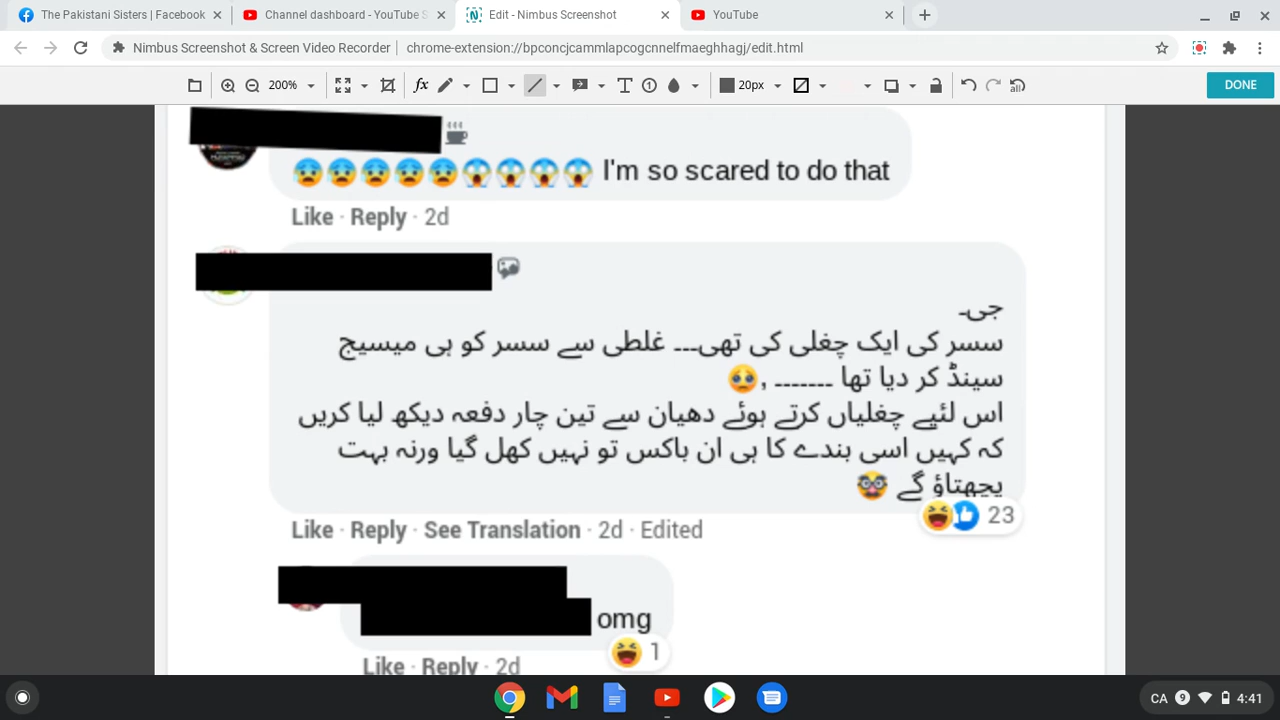 The Pakistani Sisters | Facebook
Channel dashboard - YouTube S
Edit - Nimbus Screenshot
YouTube
Nimbus Screenshot & Screen Video Recorder | chrome-extension://bpconcjcammlapcogcnnelfmaeghhagj/edit.html
200% fx T 1 20px all DONE
😰😰😰😰😰😱😱😱😱 I'm so scared to do that
Like · Reply · 2d
جی۔
سسر کی ایک چغلی کی تھی۔۔۔ غلطی سے سسر کو ہی میسیج
سینڈ کر دیا تھا ۔۔۔۔۔۔۔ ,🥺
اس لئیے چغلیاں کرتے ہوئے دھیان سے تین چار دفعہ دیکھ لیا کریں
کہ کہیں اسی بندے کا ہی ان باکس تو نہیں کھل گیا ورنہ بہت
پچھتاؤ گے 🥸
23
Like · Reply · See Translation · 2d · Edited
omg
1
Like · Reply · 2d
CA 9 4:41